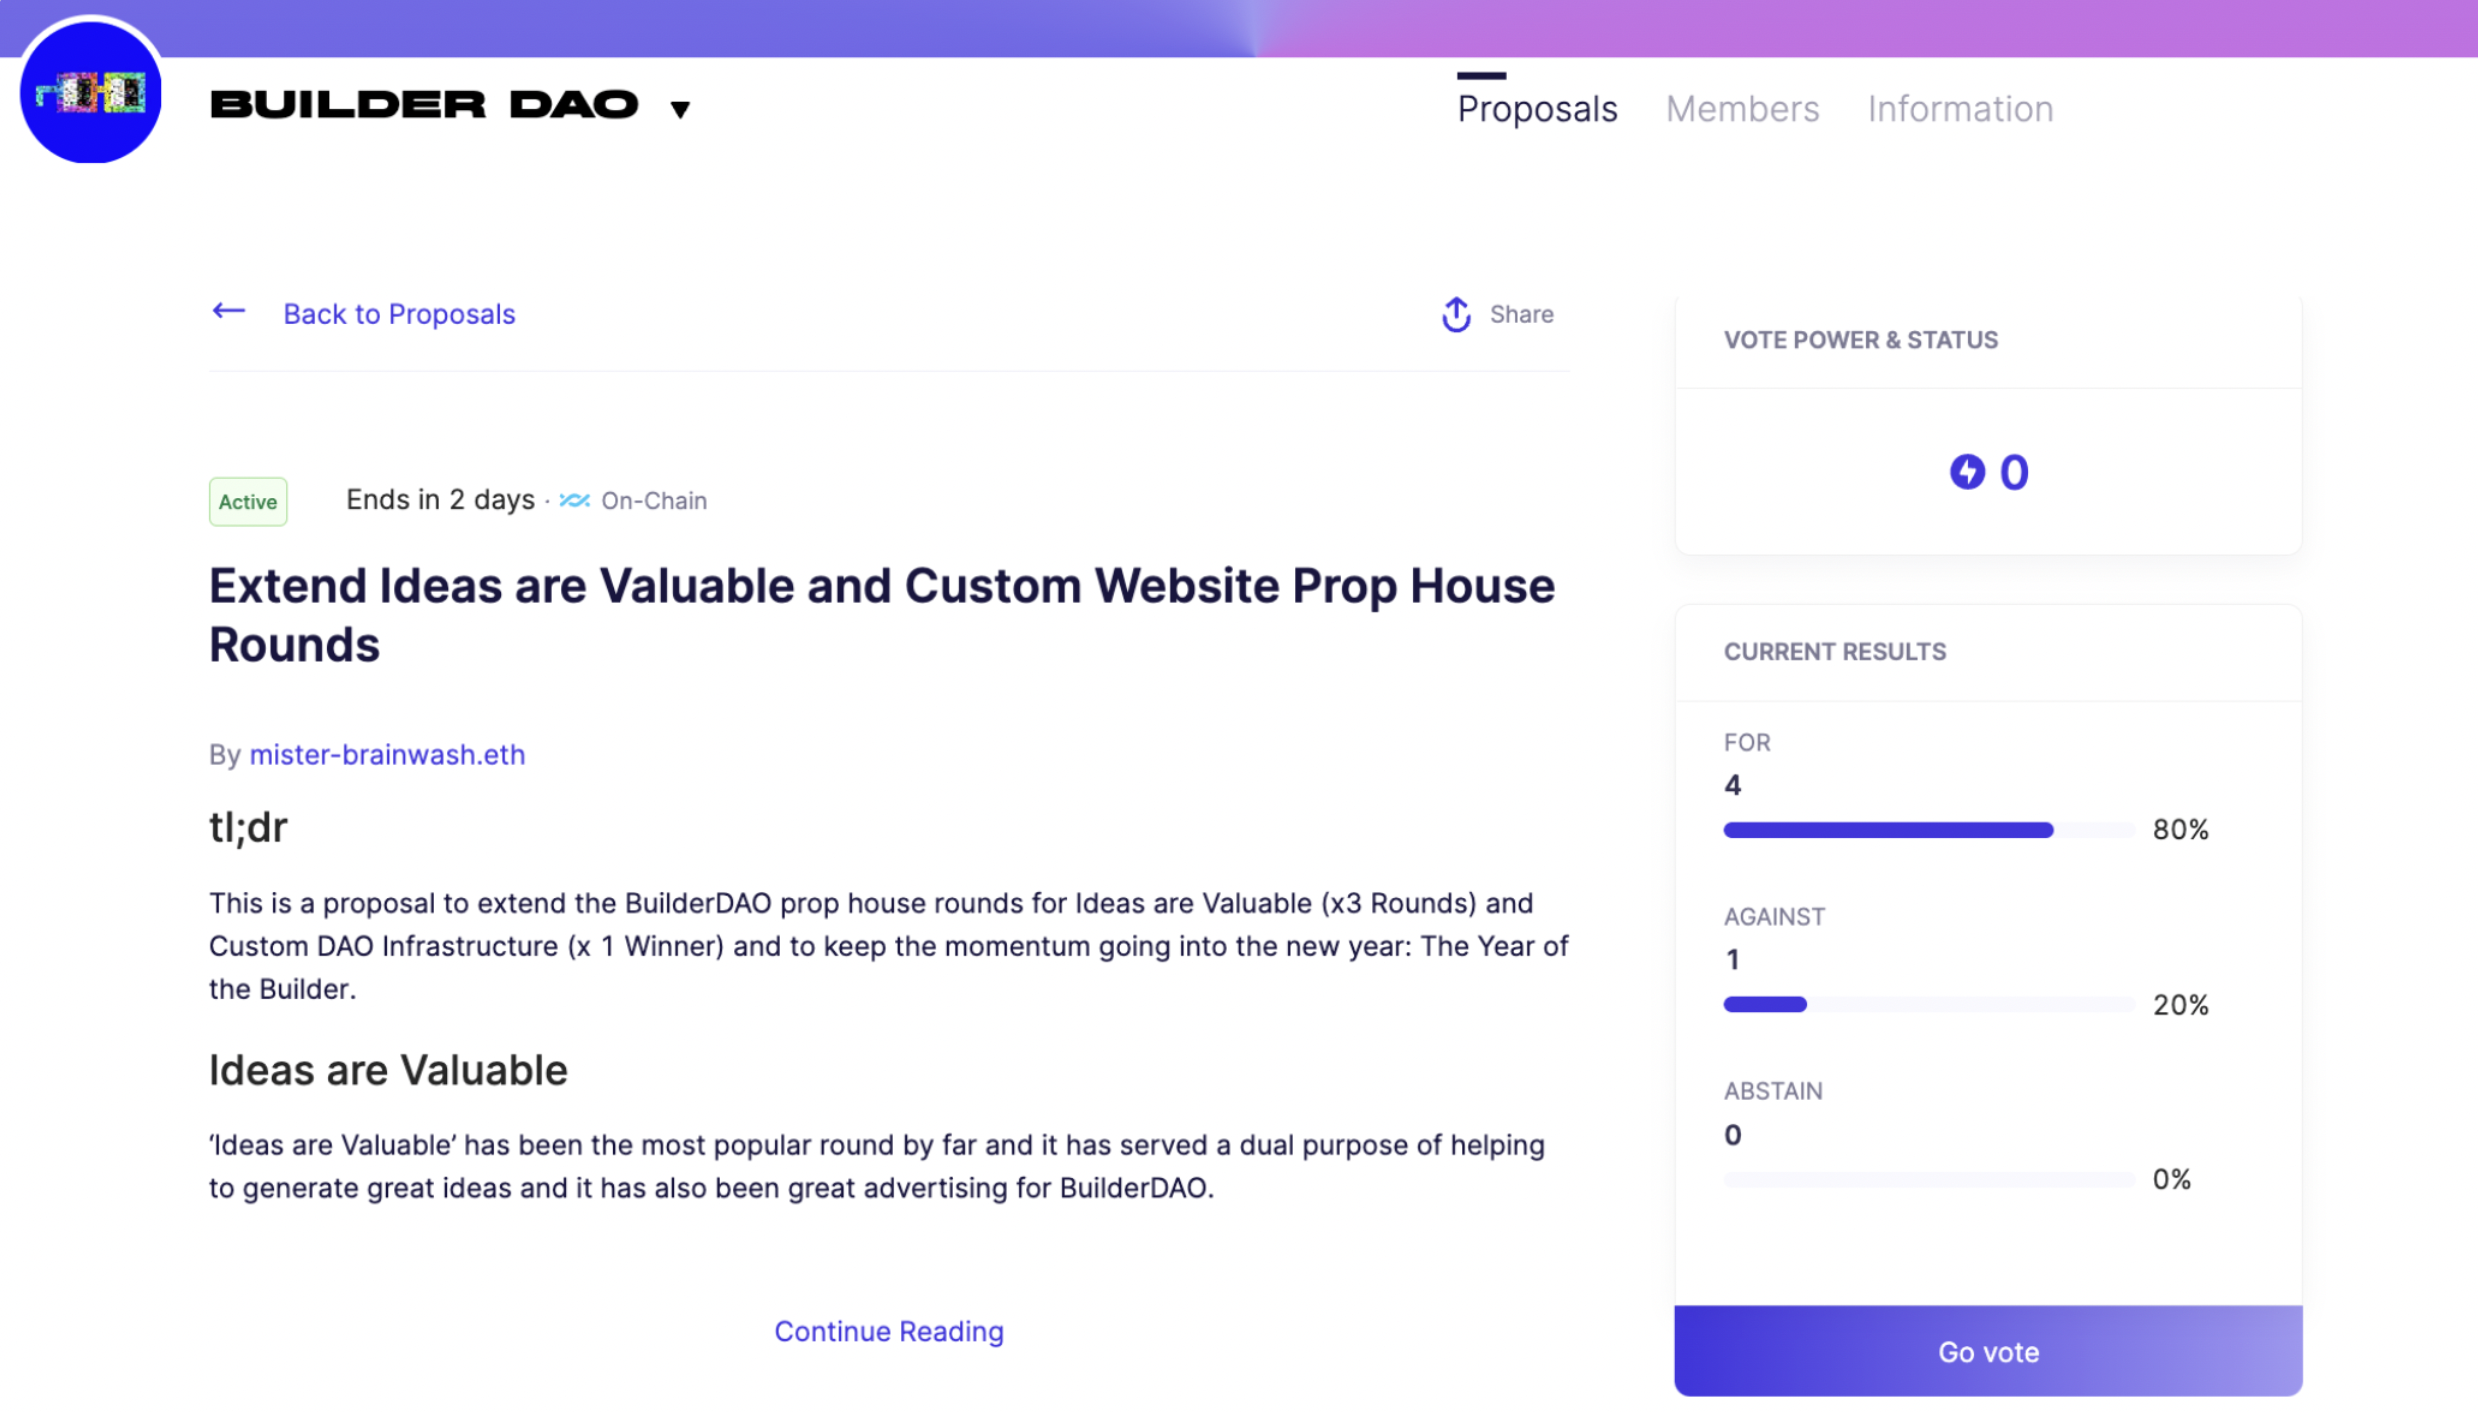 BUILDER DAO
Proposals
Members
Information
Back to Proposals
Share
Active
Ends in 2 days · On-Chain
Extend Ideas are Valuable and Custom Website Prop House
Rounds
By mister-brainwash.eth
tl;dr
This is a proposal to extend the BuilderDAO prop house rounds for Ideas are Valuable (x3 Rounds) and
Custom DAO Infrastructure (x 1 Winner) and to keep the momentum going into the new year: The Year of
the Builder.
Ideas are Valuable
‘Ideas are Valuable’ has been the most popular round by far and it has served a dual purpose of helping
to generate great ideas and it has also been great advertising for BuilderDAO.
Continue Reading
VOTE POWER & STATUS
0
CURRENT RESULTS
FOR
4
80%
AGAINST
1
20%
ABSTAIN
0
0%
Go vote